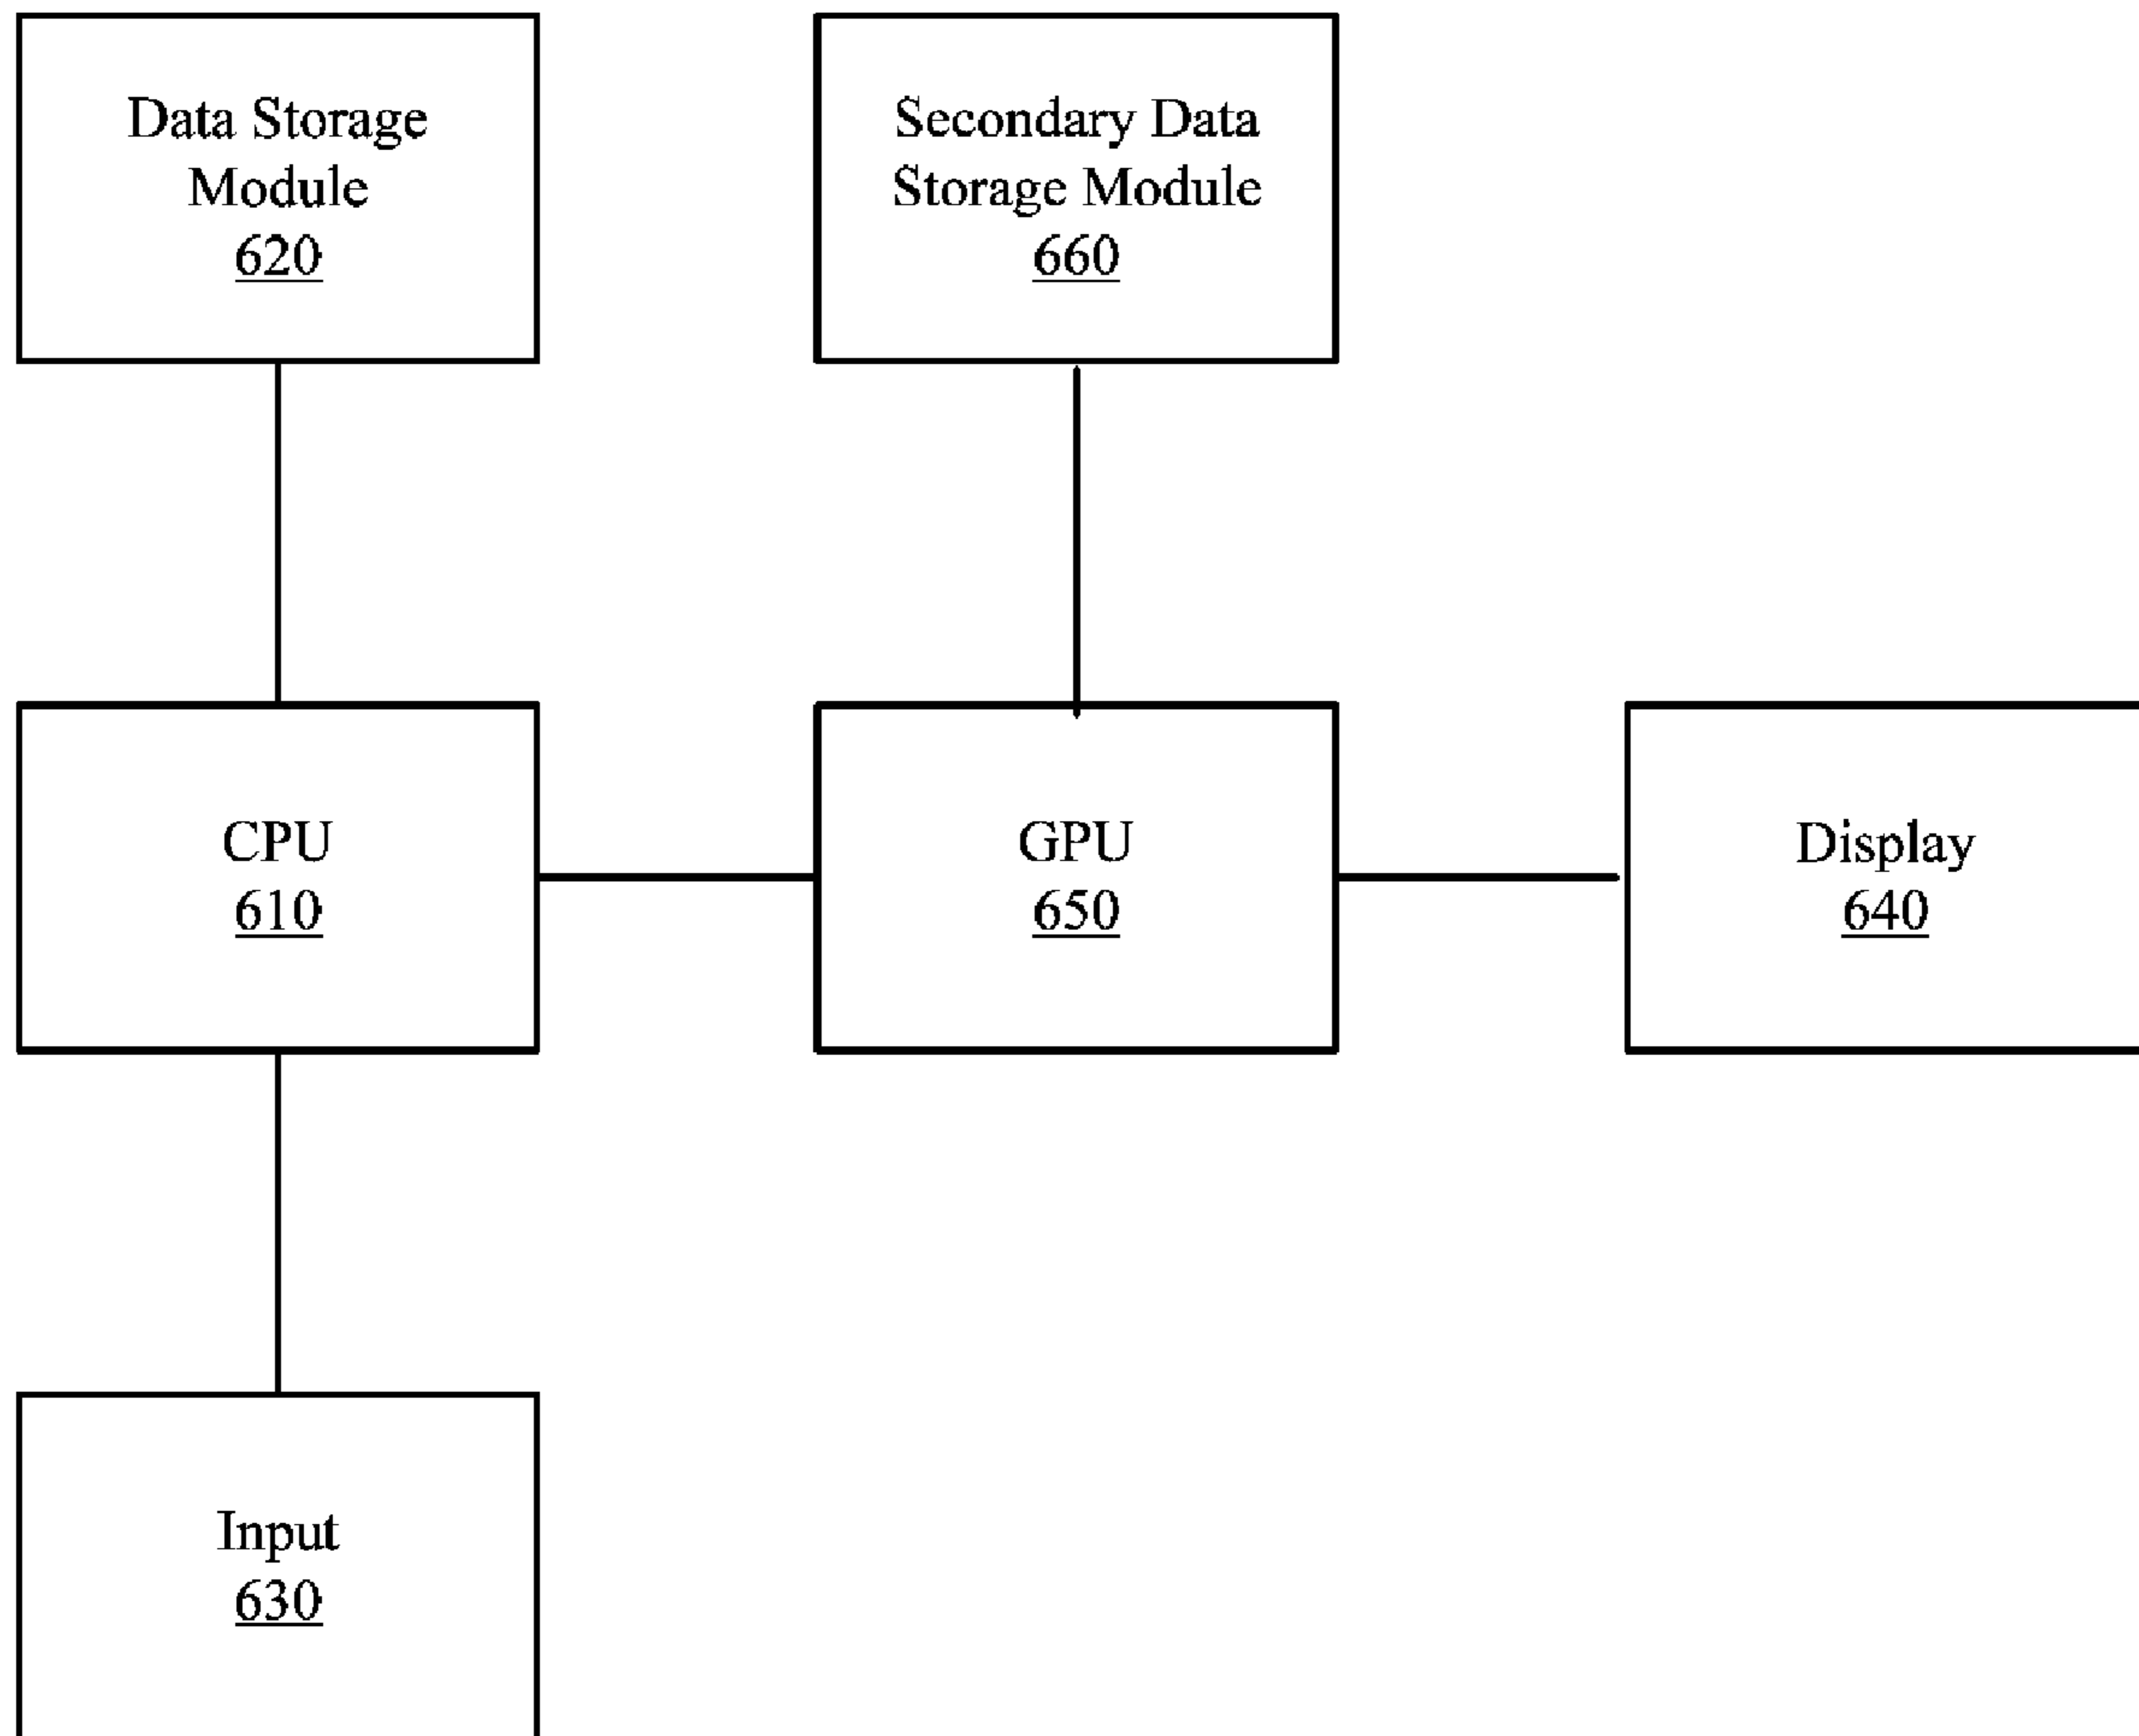 Data Storage
Module
620
Secondary Data
Storage Module
660
CPU
610
GPU
650
Display
640
Input
630